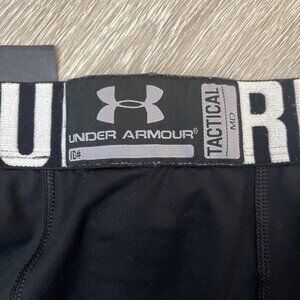 U
UNDER ARMOUR®
ID#
TACTICAL
MD
R